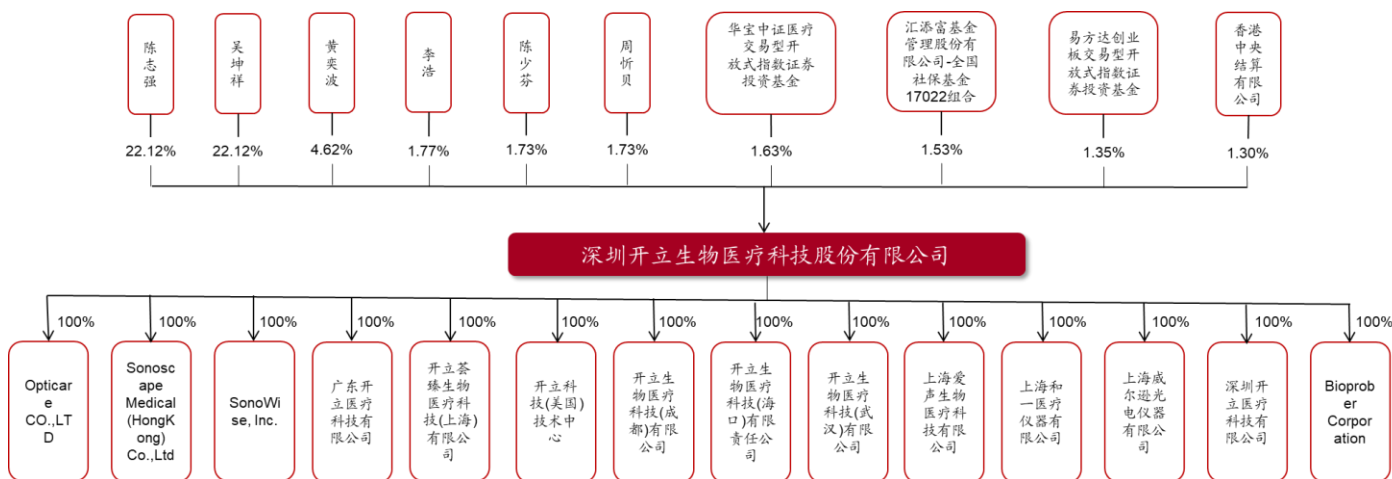 陈
志
强
吴
坤
祥
黄
奕
波
李
浩
陈
少
芬
周
忻
贝
华宝中证医疗
交易型开
放式指数证券
投资基金
汇添富基金
管理股份有
限公司-全国
社保基金
17022组合
易方达创业
板交易型开
放式指数证
券投资基金
香港
中央
结算
有限
公司
22.12%
22.12%
4.62%
1.77%
1.73%
1.73%
1.63%
1.53%
1.35%
1.30%
深圳开立生物医疗科技股份有限公司
100%
100%
100%
100%
100%
100%
100%
100%
100%
100%
100%
100%
100%
100%
Opticar
e
CO.,LT
D
Sonosc
ape
Medical
(HongK
ong)
Co.,Ltd
SonoWi
se, Inc.
广东开
立医疗
科技有
限公司
开立荟
臻生物
医疗科
技(上海)
有限公
司
开立科
技(美国)
技术中
心
开立生
物医疗
科技(成
都)有限
公司
开立生
物医疗
科技(海
口)有限
责任公
司
开立生
物医疗
科技(武
汉)有限
公司
上海爱
声生物
医疗科
技有限
公司
上海和
一医疗
仪器有
限公司
上海威
尔逊光
电仪器
有限公
司
深圳开
立医疗
科技有
限公司
Bioprob
er
Corpor
ation